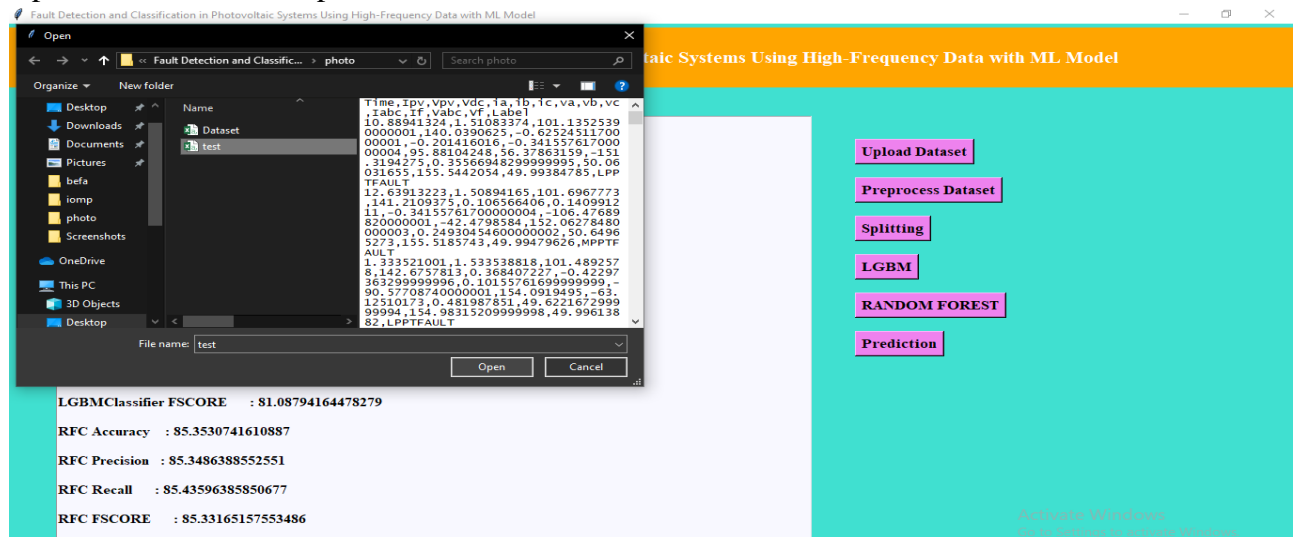 Fault Detection and Classification in Photovoltaic Systems Using High-Frequency Data with ML Model
Open
« Fault Detection and Classific... › photo
Search photo
taic Systems Using High-Frequency Data with ML Model
Organize
New folder
Desktop
Downloads
Documents
Pictures
befa
iomp
photo
Screenshots
OneDrive
This PC
3D Objects
Desktop
Name
Dataset
test
Time,Ipv,Vpv,Vdc,ia,ib,ic,va,vb,vc
,Iabc,If,Vabc,Vf,Label
10.88941324,1.51083374,101.1352539
0000001,140.0390625,-0.62524511700
00001,-0.201416016,-0.341557617000
00004,95.88104248,56.37863159,-151
.3194275,0.35566948299999995,50.06
031655,155.5442054,49.99384785,LPP
TFAULT
12.63913223,1.50894165,101.6967773
,141.2109375,0.106566406,0.1409912
11,-0.34155761700000004,-106.47689
820000001,-42.4798584,152.06278480
000003,0.24930454600000002,50.6496
5273,155.5185743,49.99479626,MPPTF
AULT
1.333521001,1.533538818,101.489257
8,142.6757813,0.368407227,-0.42297
363299999996,0.10155761699999999,-
90.57708740000001,154.0919495,-63.
12510173,0.481987851,49.6221672999
99994,154.98315209999998,49.996138
82,LPPTFAULT
File name:
test
Open
Cancel
Upload Dataset
Preprocess Dataset
Splitting
LGBM
RANDOM FOREST
Prediction
LGBMClassifier FSCORE : 81.08794164478279
RFC Accuracy : 85.3530741610887
RFC Precision : 85.3486388552551
RFC Recall : 85.43596385850677
RFC FSCORE : 85.33165157553486
Activate Windows
Go to Settings to activate Windows.